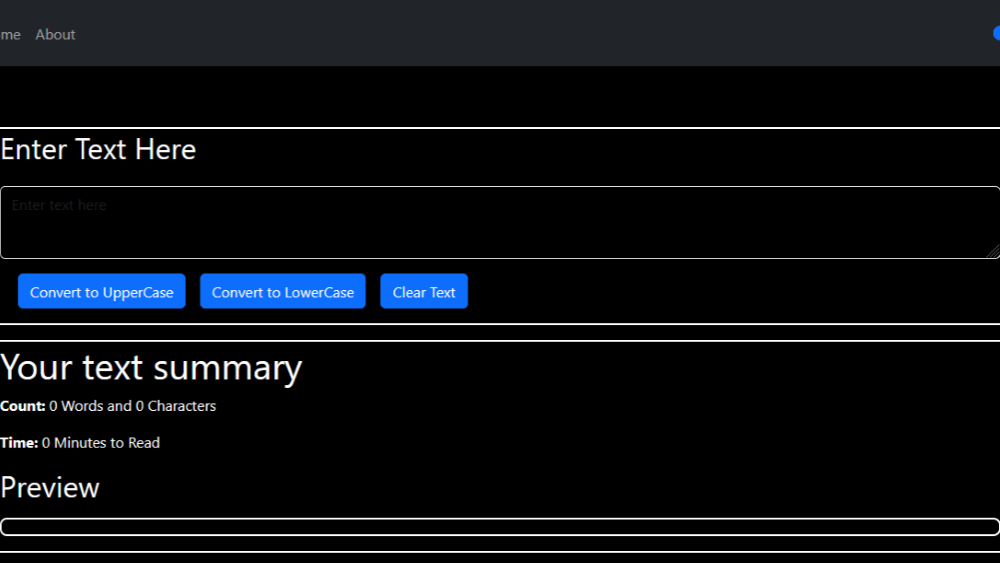 me About
Enter Text Here
Enter text here
Convert to UpperCase Convert to LowerCase Clear Text
Your text summary
Count: 0 Words and 0 Characters
Time: 0 Minutes to Read
Preview